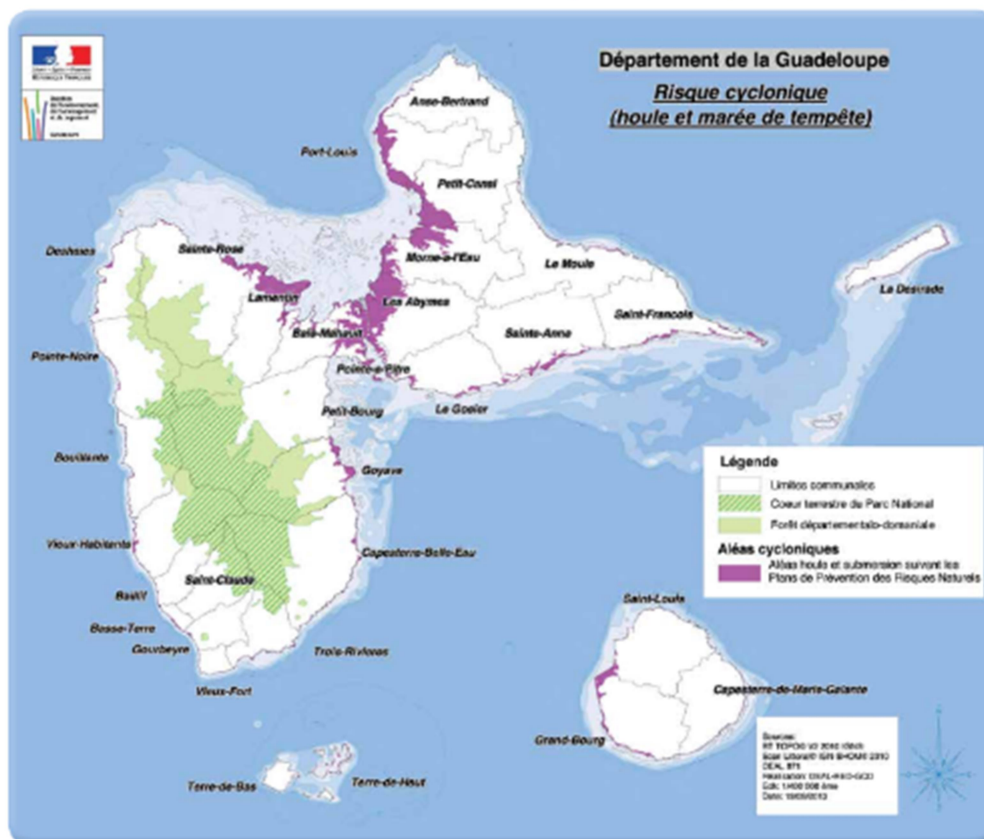 Département de la Guadeloupe
Risque cyclonique
(houle et marée de tempête)
RÉPUBLIQUE FRANÇAISE
Anse-Bertrand
Port-Louis
Petit-Canal
Deshaies
Sainte-Rose
Morne-a-l'Eau
Le Moule
La Désirade
Lamentin
Les Abymes
Saint-Francois
Baie-Mahault
Sainte-Anne
Pointe-Noire
Pointe-a-Pitre
Petit-Bourg
Le Gosier
Bouillante
Goyave
Légende
Limites communales
Coeur terrestre du Parc National
Forêt départementalo-domaniale
Aléas cycloniques
Aléas houle et submersion suivant les
Plans de Prévention des Risques Naturels
Vieux-Habitants
Capesterre-Belle-Eau
Saint-Claude
Baillif
Basse-Terre
Gourbeyre
Trois-Rivieres
Vieux-Fort
Saint-Louis
Capesterre-de-Marie-Galante
Grand-Bourg
Terre-de-Bas
Terre-de-Haut
Sources: